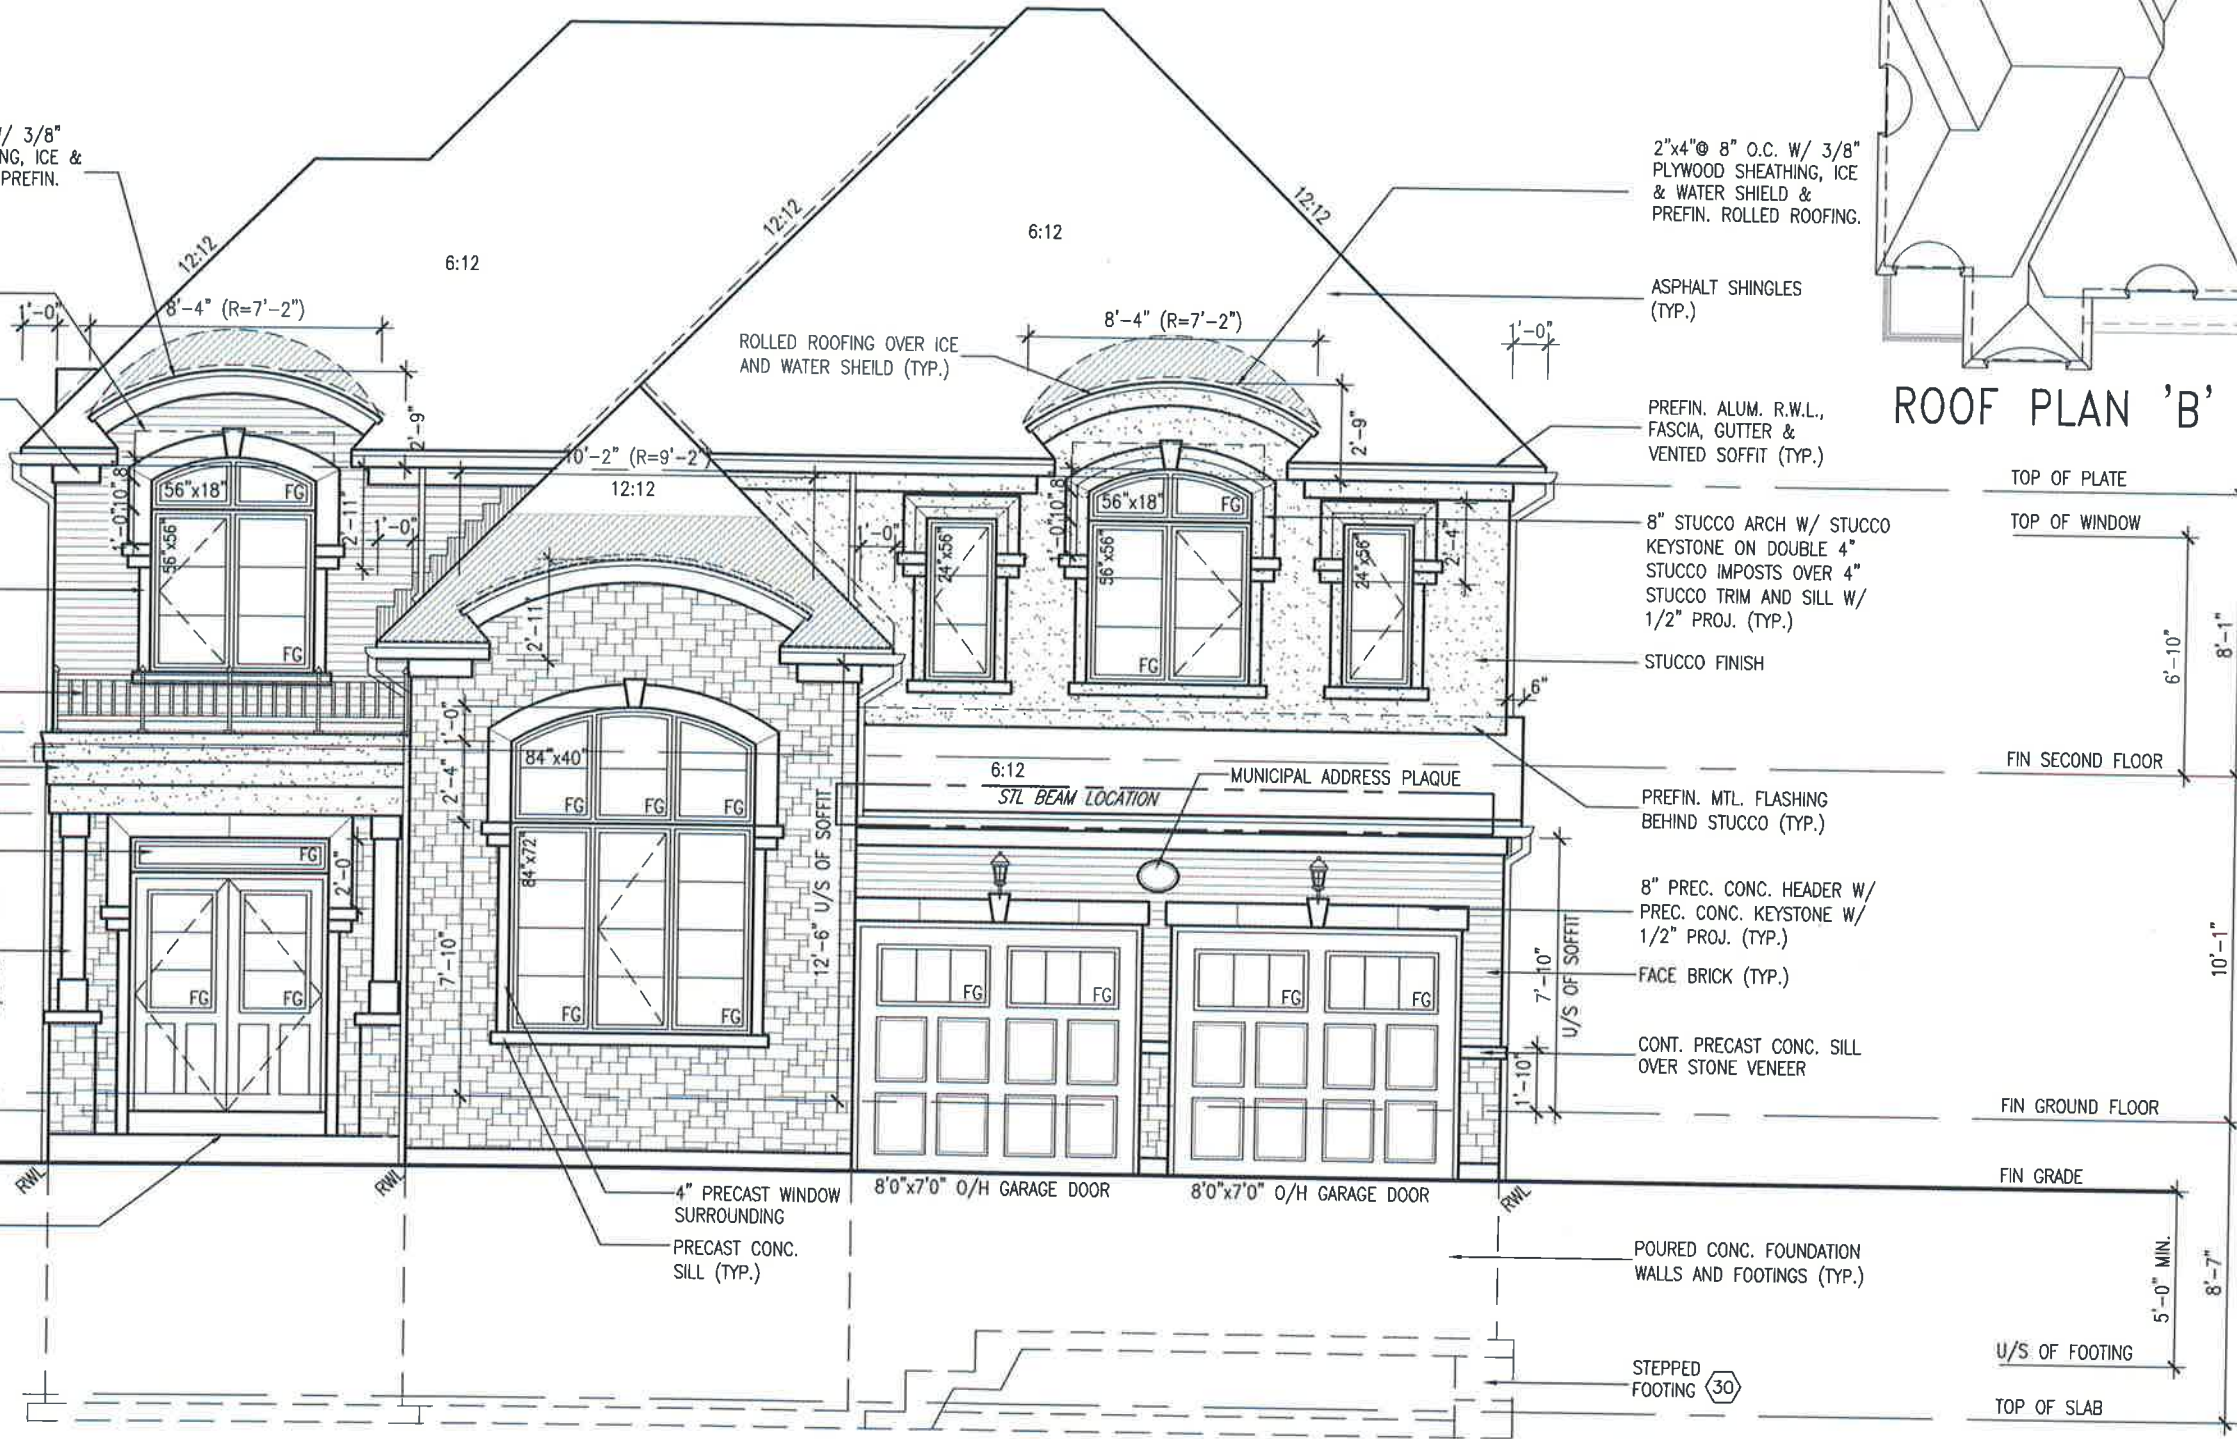 W/ 3/8"
NG, ICE &
PREFIN.
12:12
6:12
12:12
6:12
12:12
1'-0"
8'-4" (R=7'-2")
ROLLED ROOFING OVER ICE
AND WATER SHEILD (TYP.)
8'-4" (R=7'-2")
1'-0"
2"x4"@ 8" O.C. W/ 3/8"
PLYWOOD SHEATHING, ICE
& WATER SHIELD &
PREFIN. ROLLED ROOFING.
ASPHALT SHINGLES
(TYP.)
PREFIN. ALUM. R.W.L.,
FASCIA, GUTTER &
VENTED SOFFIT (TYP.)
ROOF PLAN 'B'
2'-9"
2'-9"
10'-2" (R=9'-2")
12:12
8"
10"
1'-0"
56"x18"
FG
56"x56"
FG
2'-11"
1'-0"
1'-0"
24"x56"
8"
10"
1'-0"
56"x18"
FG
56"x56"
FG
24"x56"
2'-4"
TOP OF PLATE
TOP OF WINDOW
8" STUCCO ARCH W/ STUCCO
KEYSTONE ON DOUBLE 4"
STUCCO IMPOSTS OVER 4"
STUCCO TRIM AND SILL W/
1/2" PROJ. (TYP.)
STUCCO FINISH
6"
6'-10"
8'-1"
2'-11"
1'-0"
2'-4"
84"x40"
FG
FG
FG
84"x72"
FG
FG
7'-10"
12'-6" U/S OF SOFFIT
6:12
STL BEAM LOCATION
MUNICIPAL ADDRESS PLAQUE
FIN SECOND FLOOR
PREFIN. MTL. FLASHING
BEHIND STUCCO (TYP.)
FG
2'-0"
FG
FG
8" PREC. CONC. HEADER W/
PREC. CONC. KEYSTONE W/
1/2" PROJ. (TYP.)
FACE BRICK (TYP.)
FG
FG
FG
FG
7'-10"
U/S OF SOFFIT
1'-10"
10'-1"
CONT. PRECAST CONC. SILL
OVER STONE VENEER
FIN GROUND FLOOR
FIN GRADE
RWL
RWL
RWL
8'0"x7'0" O/H GARAGE DOOR
8'0"x7'0" O/H GARAGE DOOR
4" PRECAST WINDOW
SURROUNDING
PRECAST CONC.
SILL (TYP.)
POURED CONC. FOUNDATION
WALLS AND FOOTINGS (TYP.)
5'-0" MIN.
8'-7"
U/S OF FOOTING
STEPPED
FOOTING 30
TOP OF SLAB